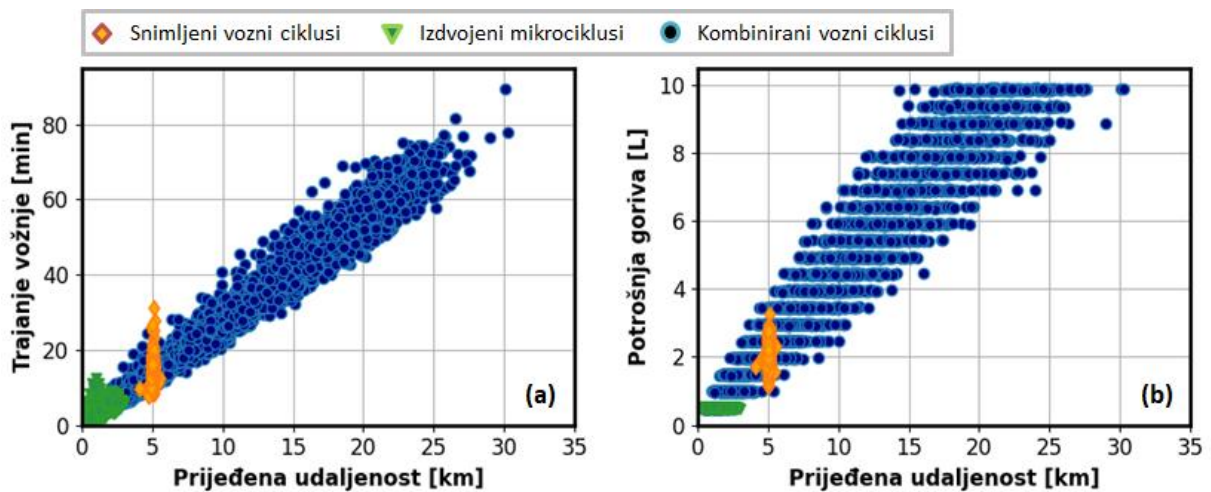 Snimljeni vozni ciklusi Izdvojeni mikrociklusi Kombinirani vozni ciklusi
Trajanje vožnje [min]
80
60
40
20
0
0 5 10 15 20 25 30 35
Prijeđena udaljenost [km]
(a)
Potrošnja goriva [L]
10
8
6
4
2
0
0 5 10 15 20 25 30 35
Prijeđena udaljenost [km]
(b)